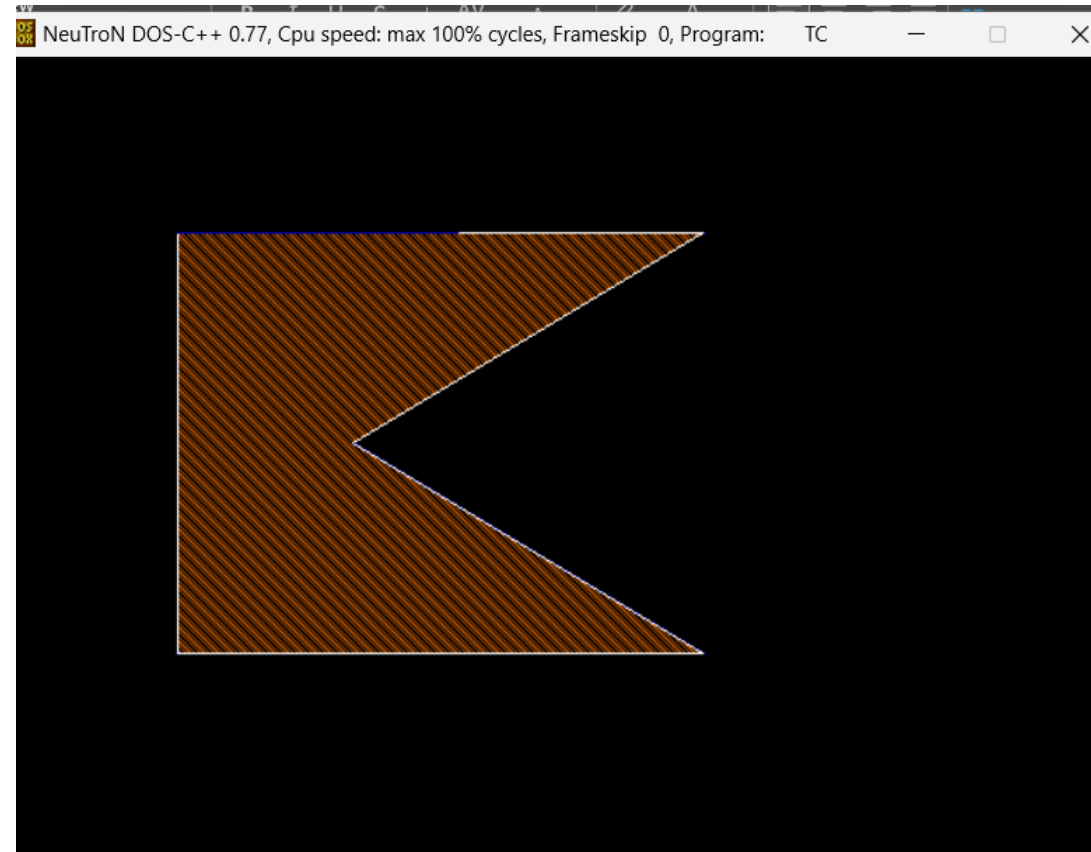 NeuTroN DOS-C++ 0.77, Cpu speed: max 100% cycles, Frameskip 0, Program: TC